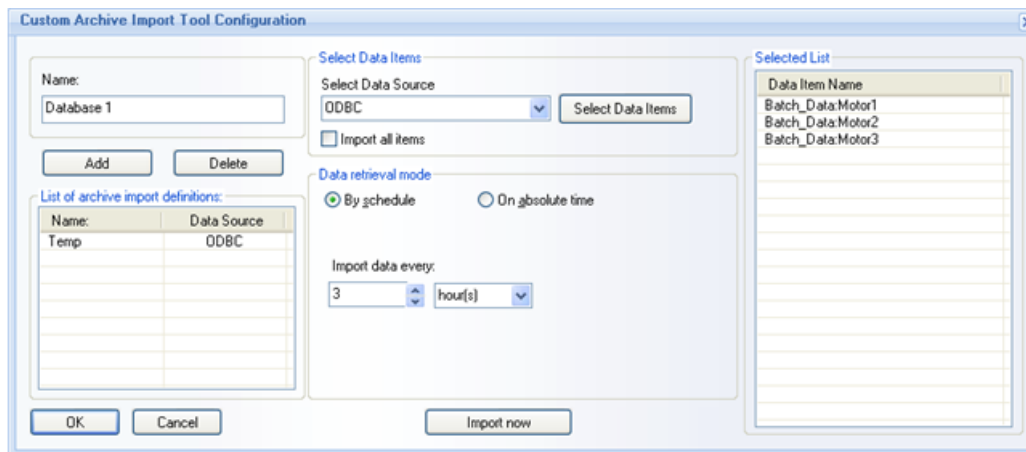 Custom Archive Import Tool Configuration
Name:
Database 1
Add Delete
List of archive import definitions:
Name: Data Source
Temp ODBC
OK Cancel
Select Data Items
Select Data Source
ODBC Select Data Items
Import all items
Data retrieval mode
By schedule On absolute time
Import data every:
3 hour(s)
Import now
Selected List
Data Item Name
Batch_Data:Motor1
Batch_Data:Motor2
Batch_Data:Motor3